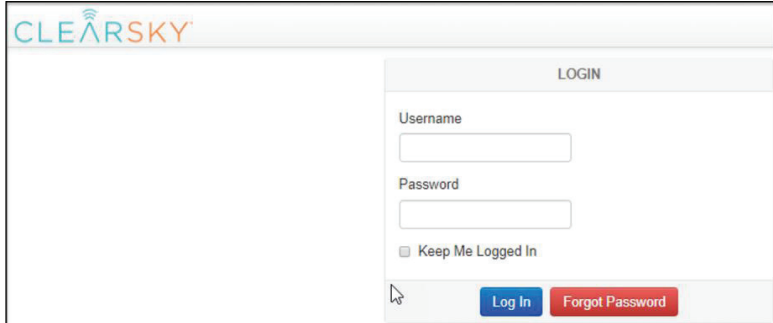 CLEARSKY
LOGIN
Username
Password
Keep Me Logged In
Log In Forgot Password